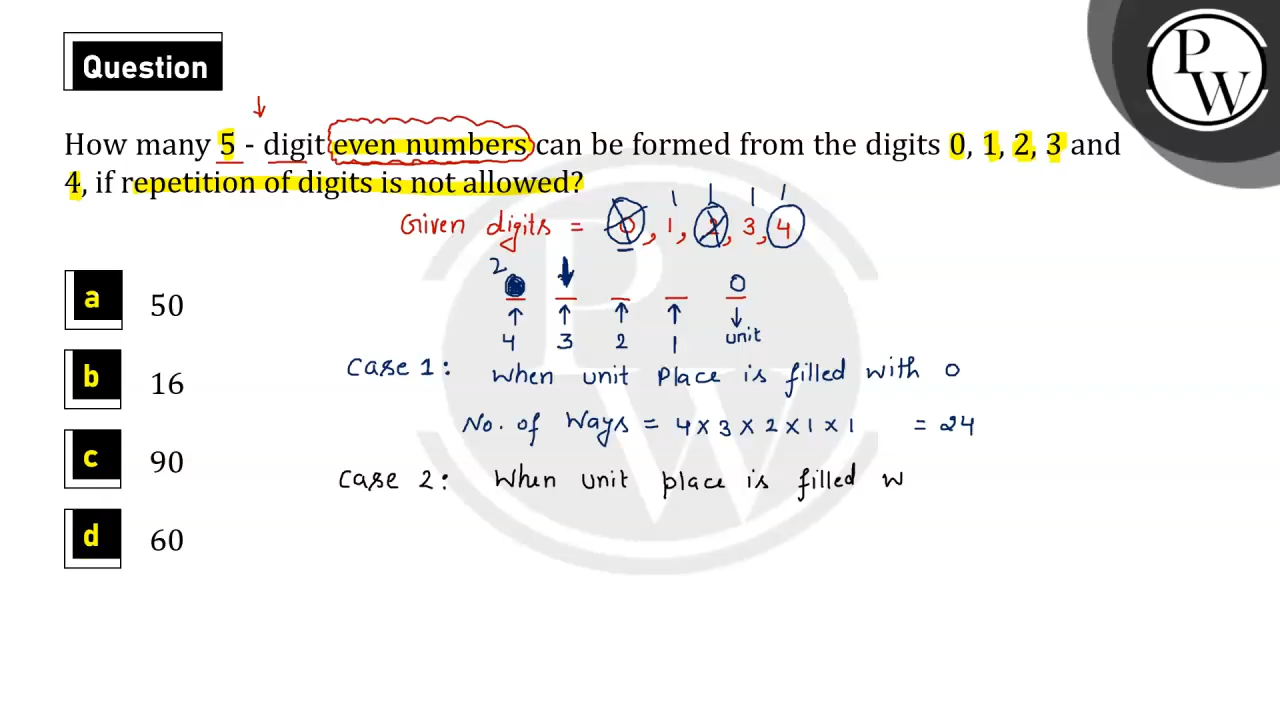 Question
How many 5 - digit even numbers can be formed from the digits 0, 1, 2, 3 and
4, if repetition of digits is not allowed?
Given digits = 0, 1, 2, 3, 4
a 50
b 16
c 90
d 60
2 0
4 3 2 1 unit
Case 1: When unit place is filled with 0
No. of Ways = 4 x 3 x 2 x 1 x 1 = 24
Case 2: When unit place is filled w
PW
PW